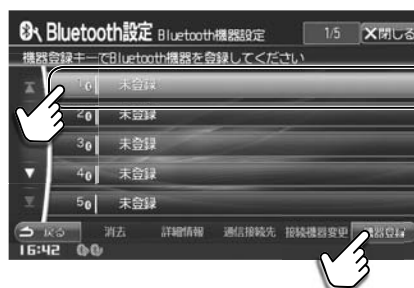 Bluetooth設定 Bluetooth機器設定 1/5 ×閉じる
機器登録キーでBluetooth機器を登録してください
1 未登録
2 未登録
3 未登録
4 未登録
5 未登録
戻る 消去 詳細情報 通信接続先 接続機器変更 機器登録
16:42